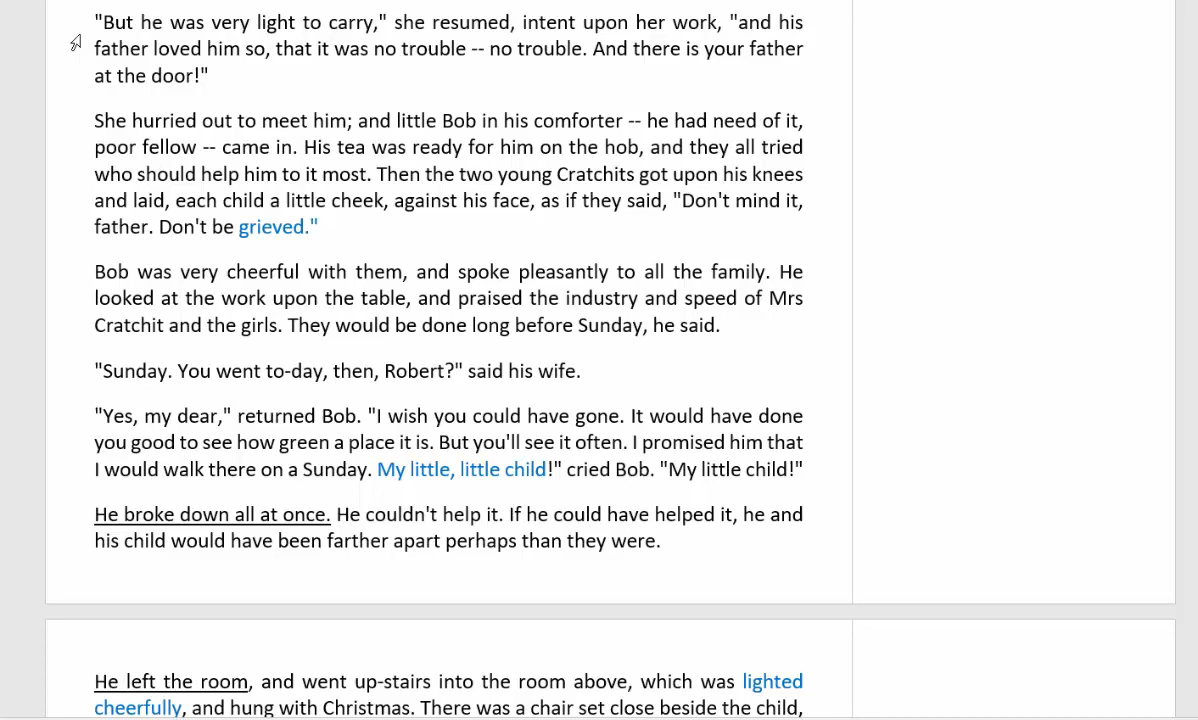 "But he was very light to carry," she resumed, intent upon her work, "and his
father loved him so, that it was no trouble -- no trouble. And there is your father
at the door!"
She hurried out to meet him; and little Bob in his comforter -- he had need of it,
poor fellow -- came in. His tea was ready for him on the hob, and they all tried
who should help him to it most. Then the two young Cratchits got upon his knees
and laid, each child a little cheek, against his face, as if they said, "Don't mind it,
father. Don't be grieved."
Bob was very cheerful with them, and spoke pleasantly to all the family. He
looked at the work upon the table, and praised the industry and speed of Mrs
Cratchit and the girls. They would be done long before Sunday, he said.
"Sunday. You went to-day, then, Robert?" said his wife.
"Yes, my dear," returned Bob. "I wish you could have gone. It would have done
you good to see how green a place it is. But you'll see it often. I promised him that
I would walk there on a Sunday. My little, little child!" cried Bob. "My little child!"
He broke down all at once. He couldn't help it. If he could have helped it, he and
his child would have been farther apart perhaps than they were.
He left the room, and went up-stairs into the room above, which was lighted
cheerfully, and hung with Christmas. There was a chair set close beside the child,